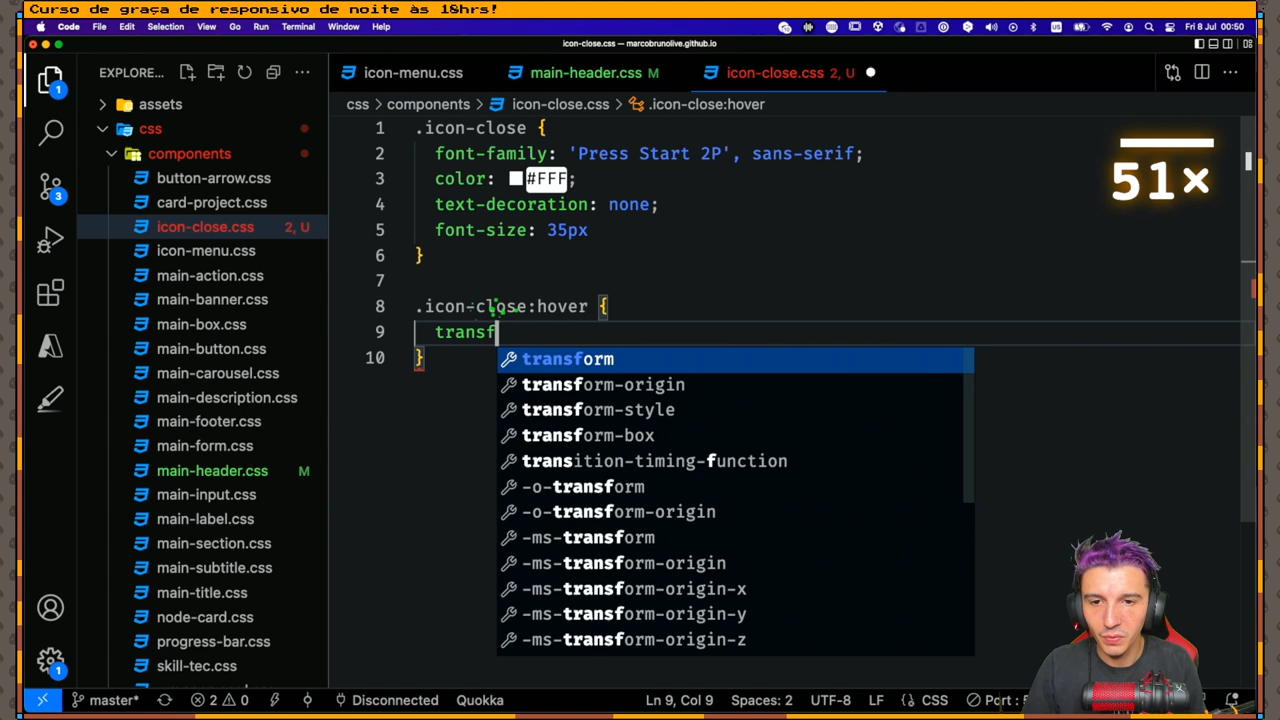 Curso de graça de responsivo de noite às 18hrs!
Code File Edit Selection View Go Run Terminal Window Help
Fri 8 Jul 00:50
icon-close.css — marcobrunolive.github.io
EXPLORE...
icon-menu.css
main-header.css M
icon-close.css 2, U
1
assets
css > components > icon-close.css > .icon-close:hover
css
components
button-arrow.css
card-project.css
icon-close.css 2, U
icon-menu.css
main-action.css
main-banner.css
main-box.css
main-button.css
main-carousel.css
main-description.css
main-footer.css
main-form.css
main-header.css M
main-input.css
main-label.css
main-section.css
main-subtitle.css
main-title.css
node-card.css
progress-bar.css
skill-tec.css
3
1
1 .icon-close {
2 font-family: 'Press Start 2P', sans-serif;
3 color: #FFF;
4 text-decoration: none;
5 font-size: 35px
6 }
7
8 .icon-close:hover {
9 transf
10 }
51×
transform
transform-origin
transform-style
transform-box
transition-timing-function
-o-transform
-o-transform-origin
-ms-transform
-ms-transform-origin
-ms-transform-origin-x
-ms-transform-origin-y
-ms-transform-origin-z
master* 2 0 Disconnected Quokka Ln 9, Col 9 Spaces: 2 UTF-8 LF CSS Port :